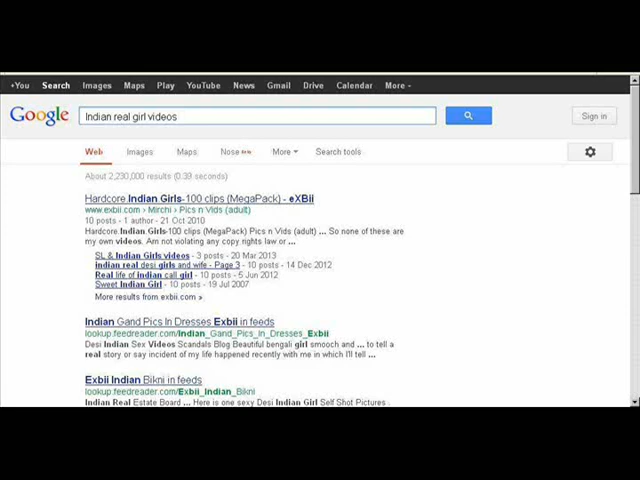 +You Search Images Maps Play YouTube News Gmail Drive Calendar More
Google Indian real girl videos Sign in
Web Images Maps Nose BETA More Search tools
About 2,230,000 results (0.39 seconds)
Hardcore.Indian.Girls-100 clips (MegaPack) - eXBii
www.exbii.com › Mirchi › Pics n Vids (adult)
10 posts - 1 author - 21 Oct 2010
Hardcore.Indian.Girls-100 clips (MegaPack) Pics n Vids (adult) ... So none of these are
my own videos. Am not violating any copyright law or ...
SL & Indian Girls videos - 3 posts - 20 Mar 2013
indian real desi girls and wife - Page 3 - 10 posts - 14 Dec 2012
Real life of indian call girl - 10 posts - 5 Jun 2012
Sweet Indian Girl - 10 posts - 19 Jul 2007
More results from exbii.com »
Indian Gand Pics In Dresses Exbii in feeds
lookup.feedreader.com/Indian_Gand_Pics_In_Dresses_Exbii
Desi Indian Sex Videos Scandals Blog Beautiful bengali girl smooch and ... to tell a
real story or say incident of my life happened recently with me in which I'll tell ...
Exbii Indian Bikni in feeds
lookup.feedreader.com/Exbii_Indian_Bikni
Indian Real Estate Board ... Here is one sexy Desi Indian Girl Self Shot Pictures .